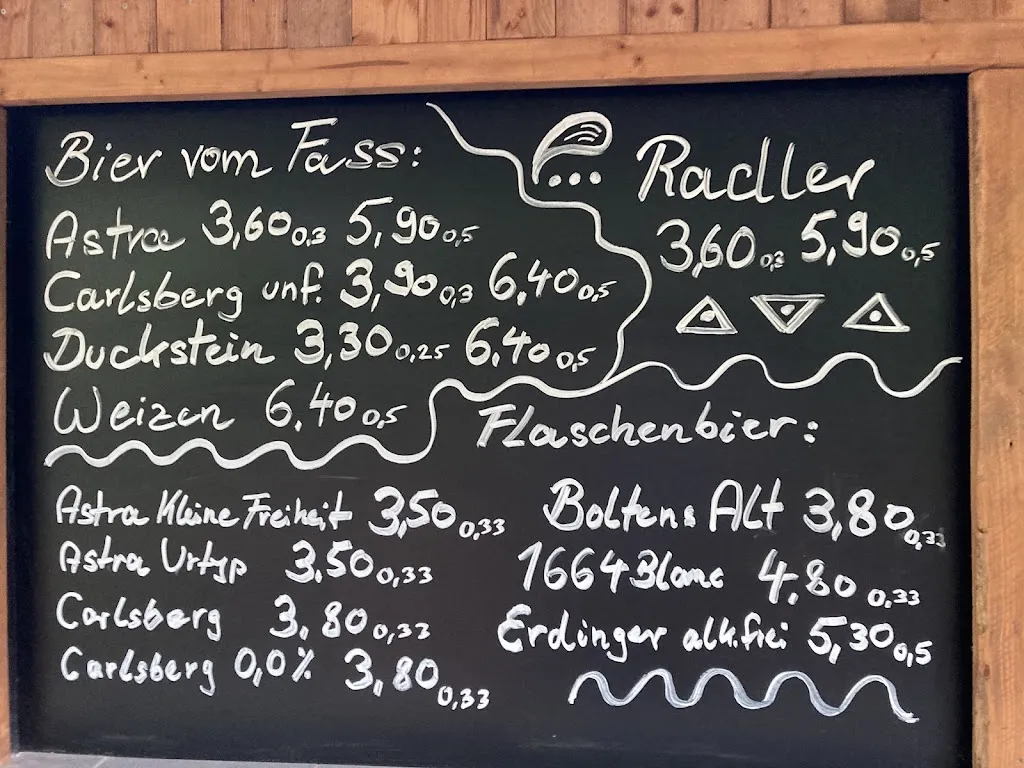 Bier vom Fass:
Astra 3,60 0,3 5,90 0,5
Carlsberg unf. 3,90 0,3 6,40 0,5
Duckstein 3,30 0,25 6,40 0,5
Weizen 6,40 0,5
Radler
3,60 0,3 5,90 0,5
Flaschenbier:
Astra Kleine Freiheit 3,50 0,33
Astra Urtyp 3.50 0,33
Carlsberg 3,80 0,33
Carlsberg 0,0% 3,80 0,33
Boltens Alt 3,80 0,33
1664 Blanc 4,80 0,33
Erdinger alk.frei 5,30 0,5